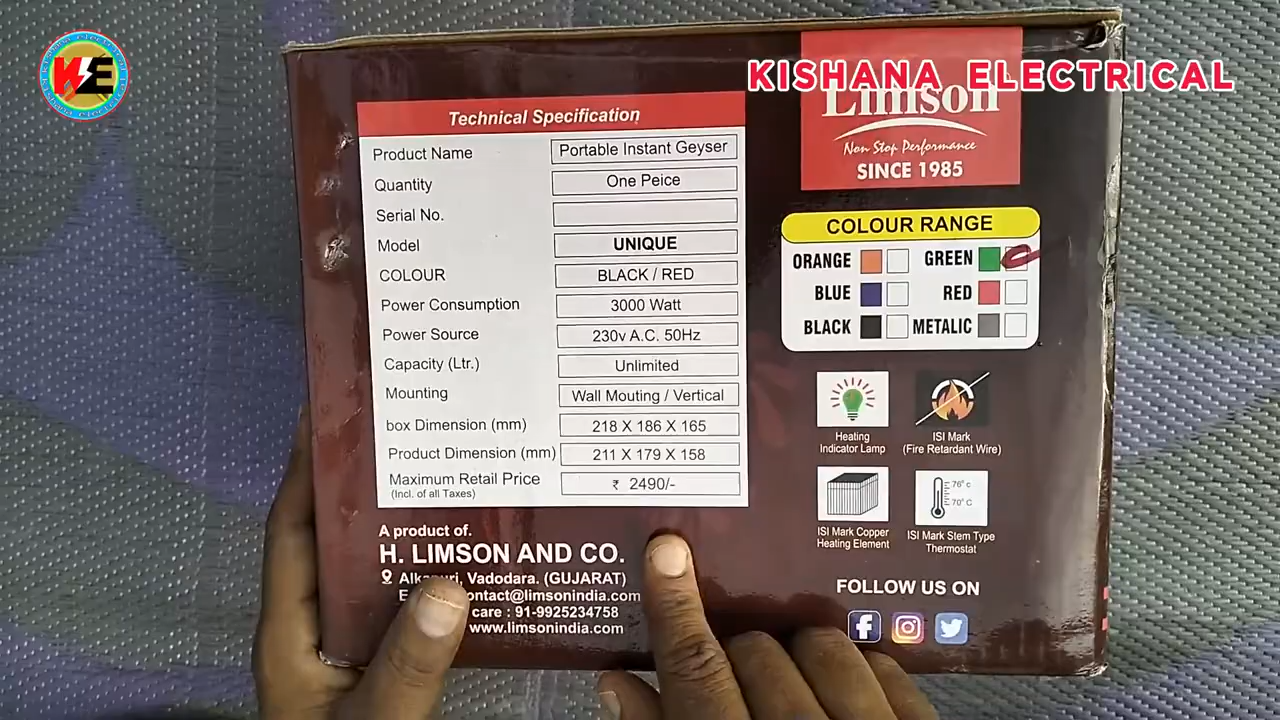 KISHANA ELECTRICAL
KE
Technical Specification
Product Name Portable Instant Geyser
Quantity One Peice
Serial No.
Model UNIQUE
COLOUR BLACK / RED
Power Consumption 3000 Watt
Power Source 230v A.C. 50Hz
Capacity (Ltr.) Unlimited
Mounting Wall Mouting / Vertical
box Dimension (mm) 218 X 186 X 165
Product Dimension (mm) 211 X 179 X 158
Maximum Retail Price ₹ 2490/-
(Incl. of all Taxes)
A product of.
H. LIMSON AND CO.
Vadodara. (GUJARAT)
contact@limsonindia.com
care : 91-9925234758
www.limsonindia.com
Limson
Non Stop Performance
SINCE 1985
COLOUR RANGE
ORANGE GREEN
BLUE RED
BLACK METALIC
Heating
Indicator Lamp
ISI Mark
(Fire Retardant Wire)
ISI Mark Copper
Heating Element
76° c
70° C
ISI Mark Stem Type
Thermostat
FOLLOW US ON